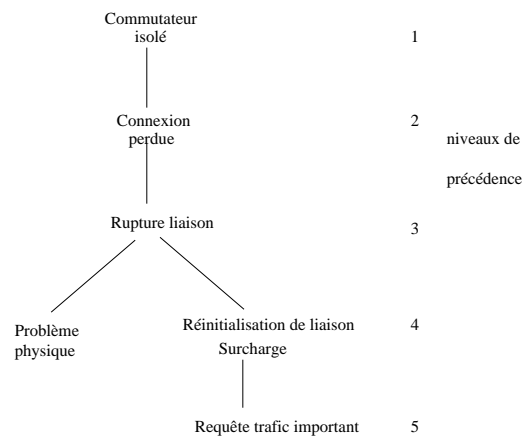 Commutateur
isolé
1
Connexion
perdue
2
niveaux de
précédence
Rupture liaison
3
Problème
physique
Réinitialisation de liaison
Surcharge
4
Requête trafic important
5